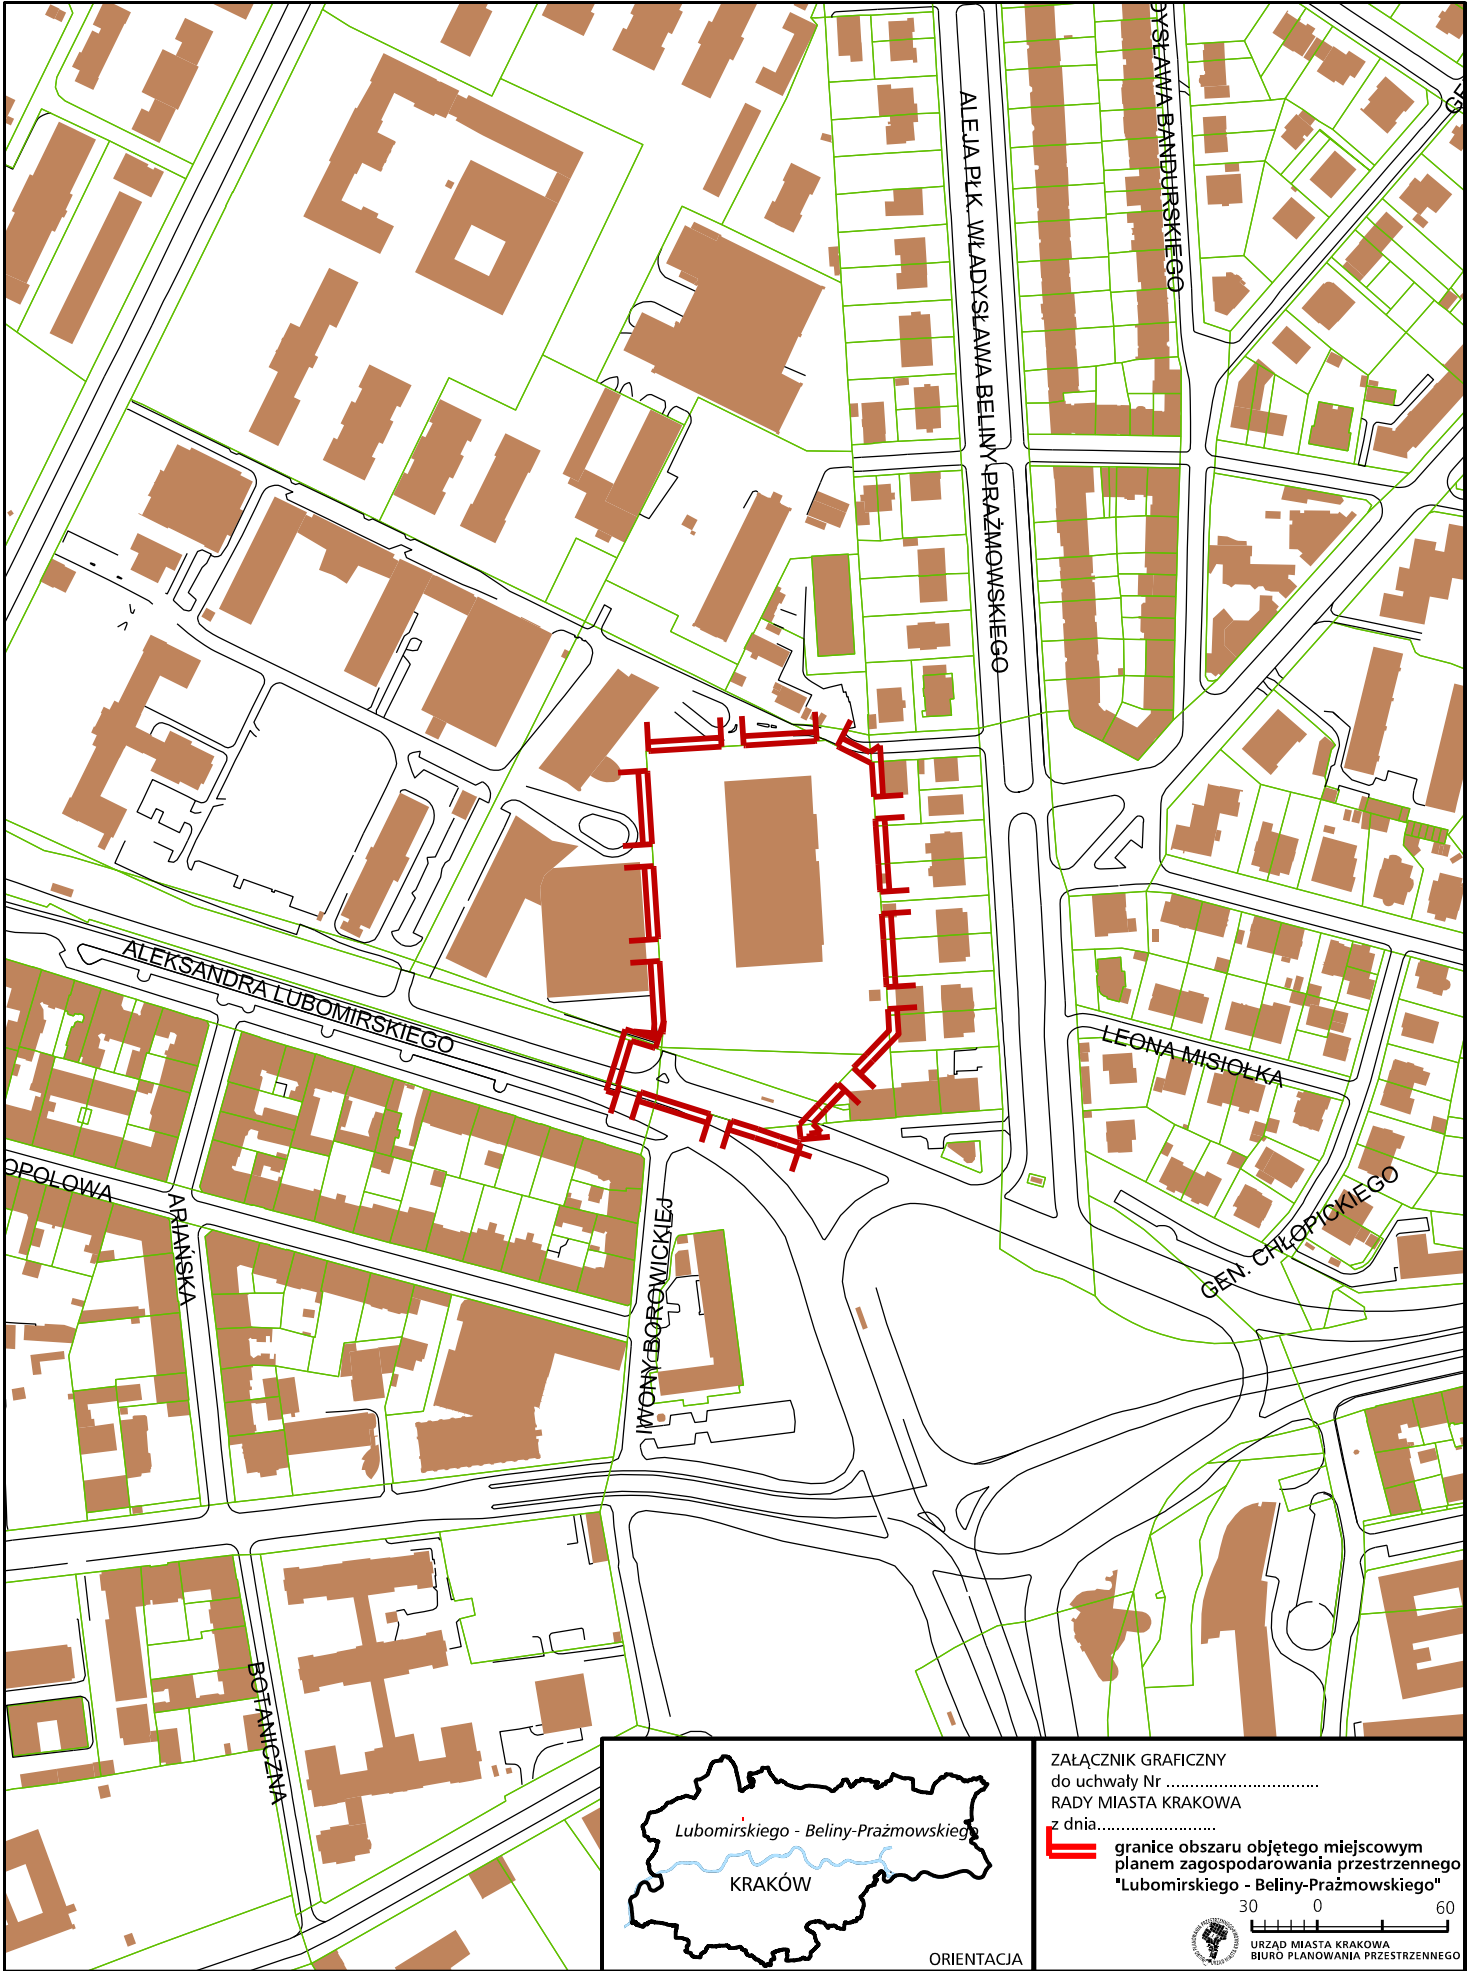 DYSŁAWA BANDURSKIEGO
GE
ALEJA PŁK. WŁADYSŁAWA BELINY-PRAŻMOWSKIEGO
ALEKSANDRA LUBOMIRSKIEGO
LEONA MISIOŁKA
OPOLOWA
ARIAŃSKA
IWONY BOROWICKIEJ
GEN. CHŁOPICKIEGO
BOTANICZNA
Lubomirskiego - Beliny-Prażmowskiego
KRAKÓW
ORIENTACJA
ZAŁĄCZNIK GRAFICZNY
do uchwały Nr ................................
RADY MIASTA KRAKOWA
z dnia.........................
granice obszaru objętego miejscowym
planem zagospodarowania przestrzennego
"Lubomirskiego - Beliny-Prażmowskiego"
30 0 60
URZĄD MIASTA KRAKOWA
BIURO PLANOWANIA PRZESTRZENNEGO